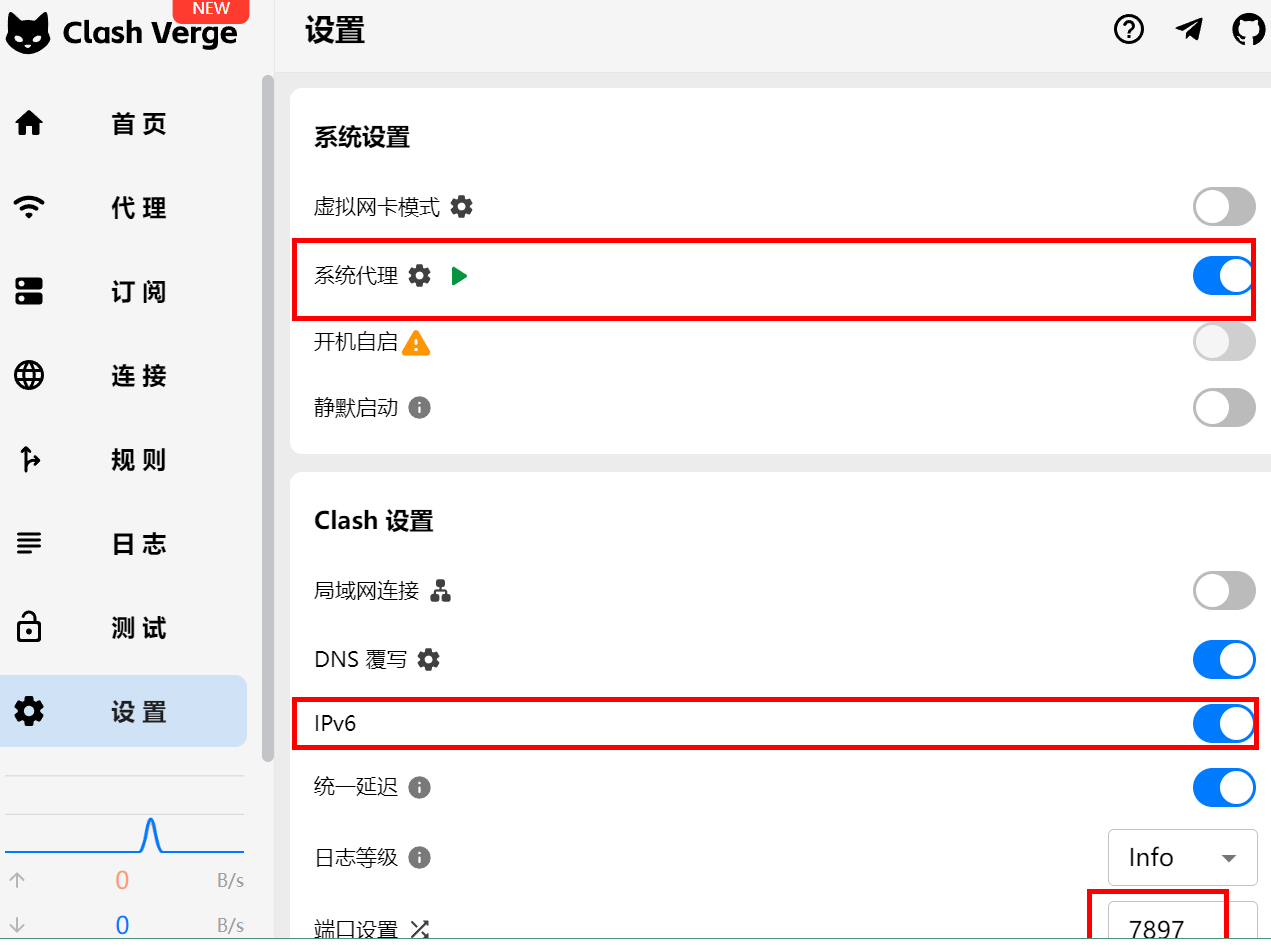 NEW
Clash Verge
设置
首页
代理
订阅
连接
规则
日志
测试
设置
0 B/s
0 B/s
系统设置
虚拟网卡模式
系统代理
开机自启
静默启动
Clash 设置
局域网连接
DNS 覆写
IPv6
统一延迟
日志等级 Info
端口设置 7897